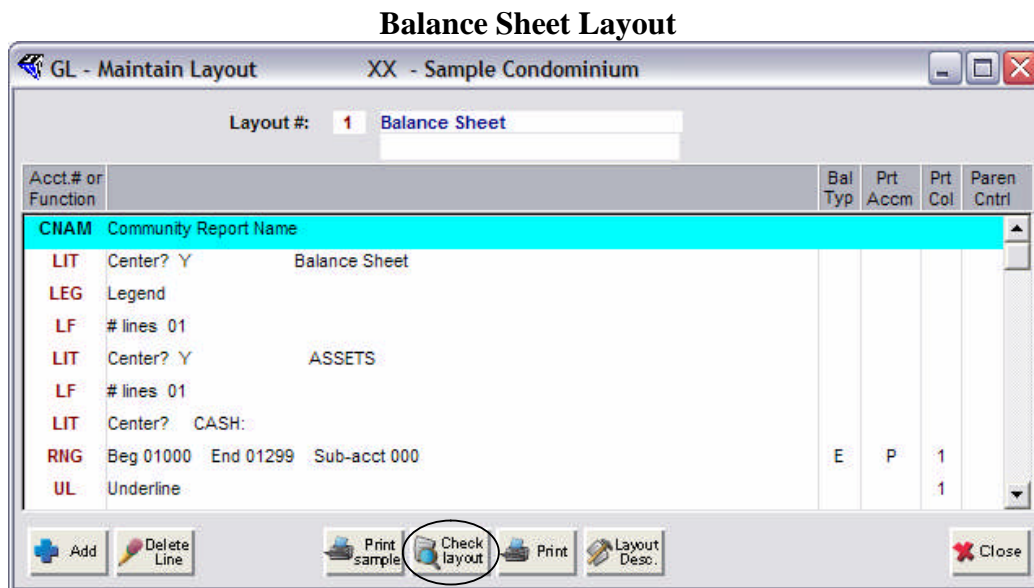 Balance Sheet Layout
GL - Maintain Layout XX - Sample Condominium
Layout #: 1 Balance Sheet
Acct.# or Function Bal Typ Prt Accm Prt Col Paren Cntrl
CNAM Community Report Name
LIT Center? Y Balance Sheet
LEG Legend
LF # lines 01
LIT Center? Y ASSETS
LF # lines 01
LIT Center? CASH:
RNG Beg 01000 End 01299 Sub-acct 000 E P 1
UL Underline 1
Add Delete Line Print sample Check layout Print Layout Desc. Close